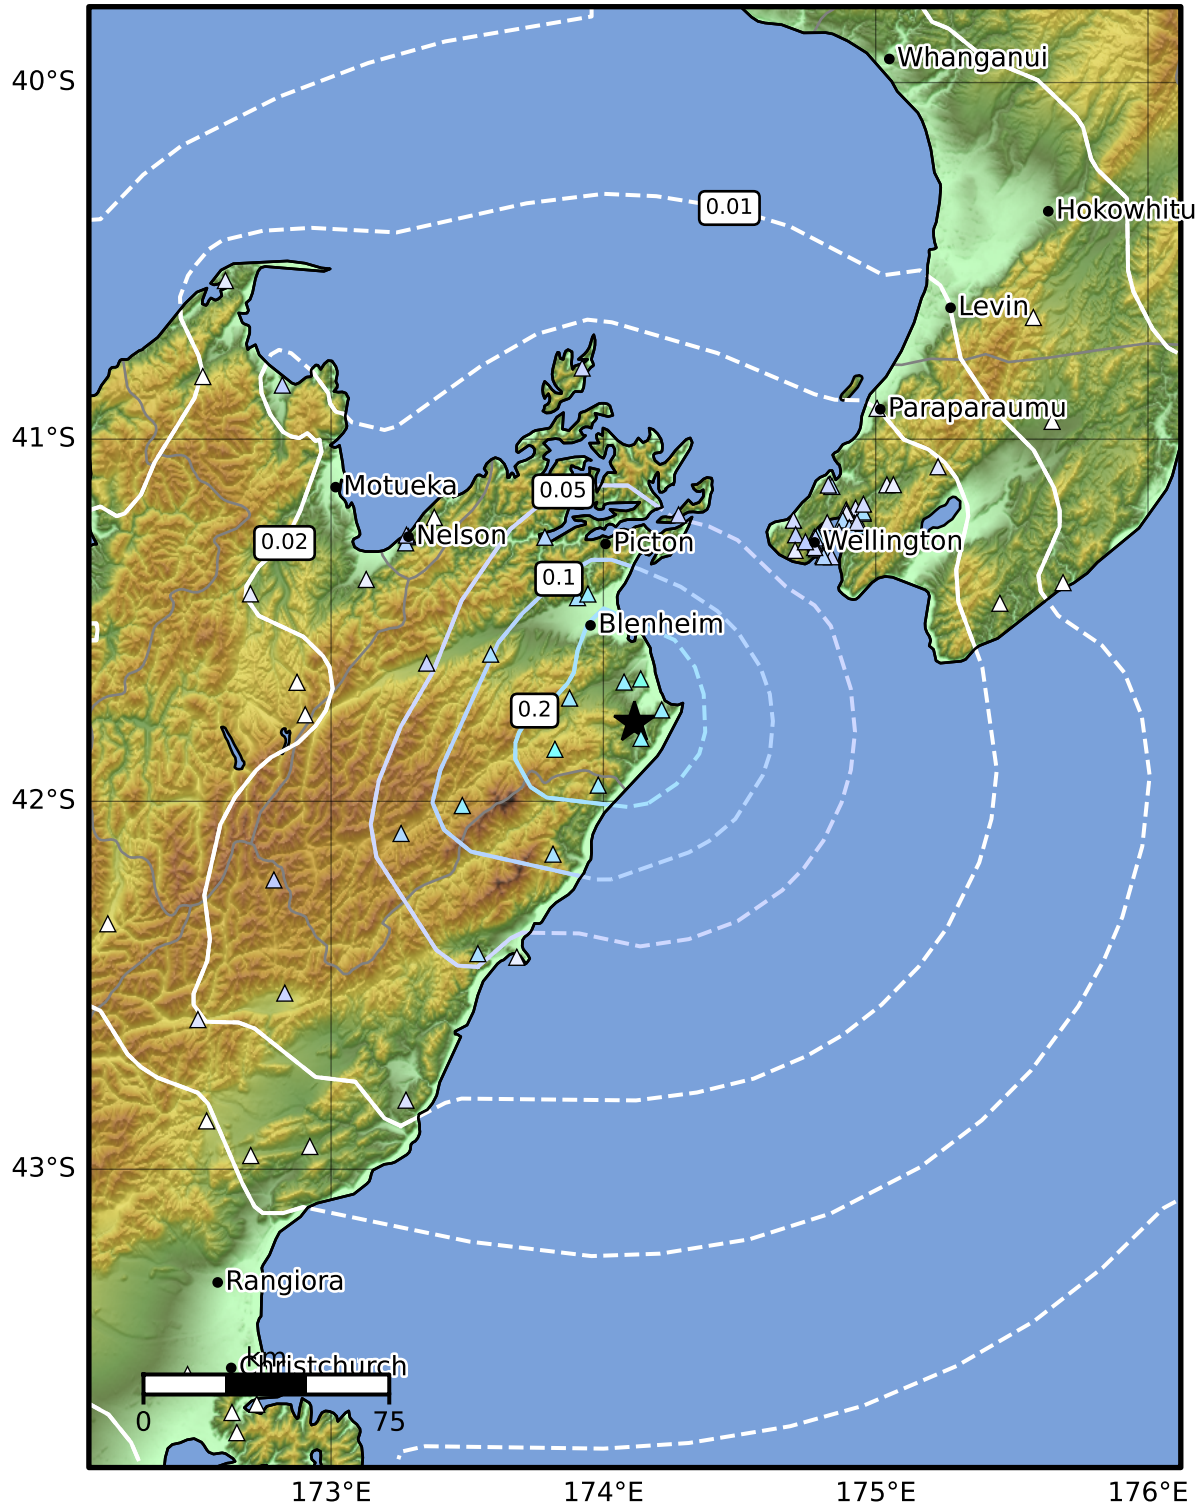 40°S
Whanganui
0.01
Hokowhitu
Levin
Paraparaumu
41°S
Motueka
0.05
0.02
Nelson
Picton
Wellington
0.1
Blenheim
0.2
42°S
43°S
Rangiora
km
Christchurch
0
75
173°E
174°E
175°E
176°E